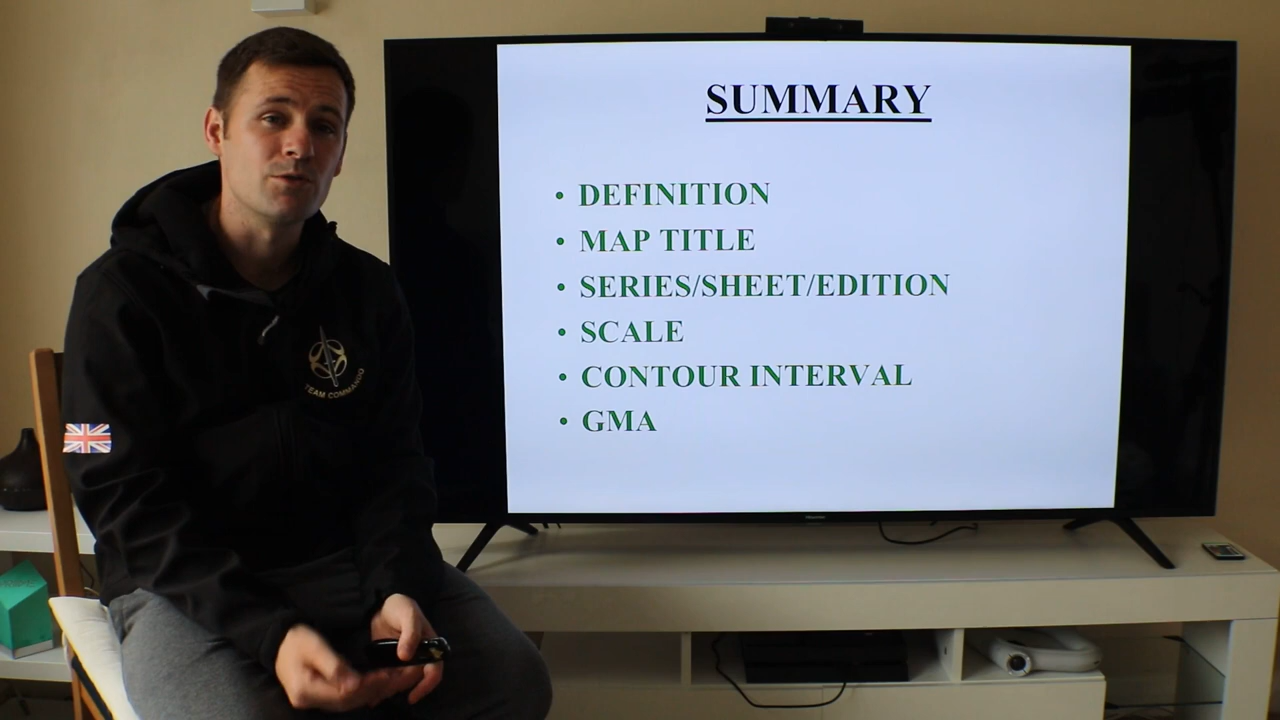 SUMMARY
• DEFINITION
• MAP TITLE
• SERIES/SHEET/EDITION
• SCALE
• CONTOUR INTERVAL
• GMA
TEAM COMMANDO